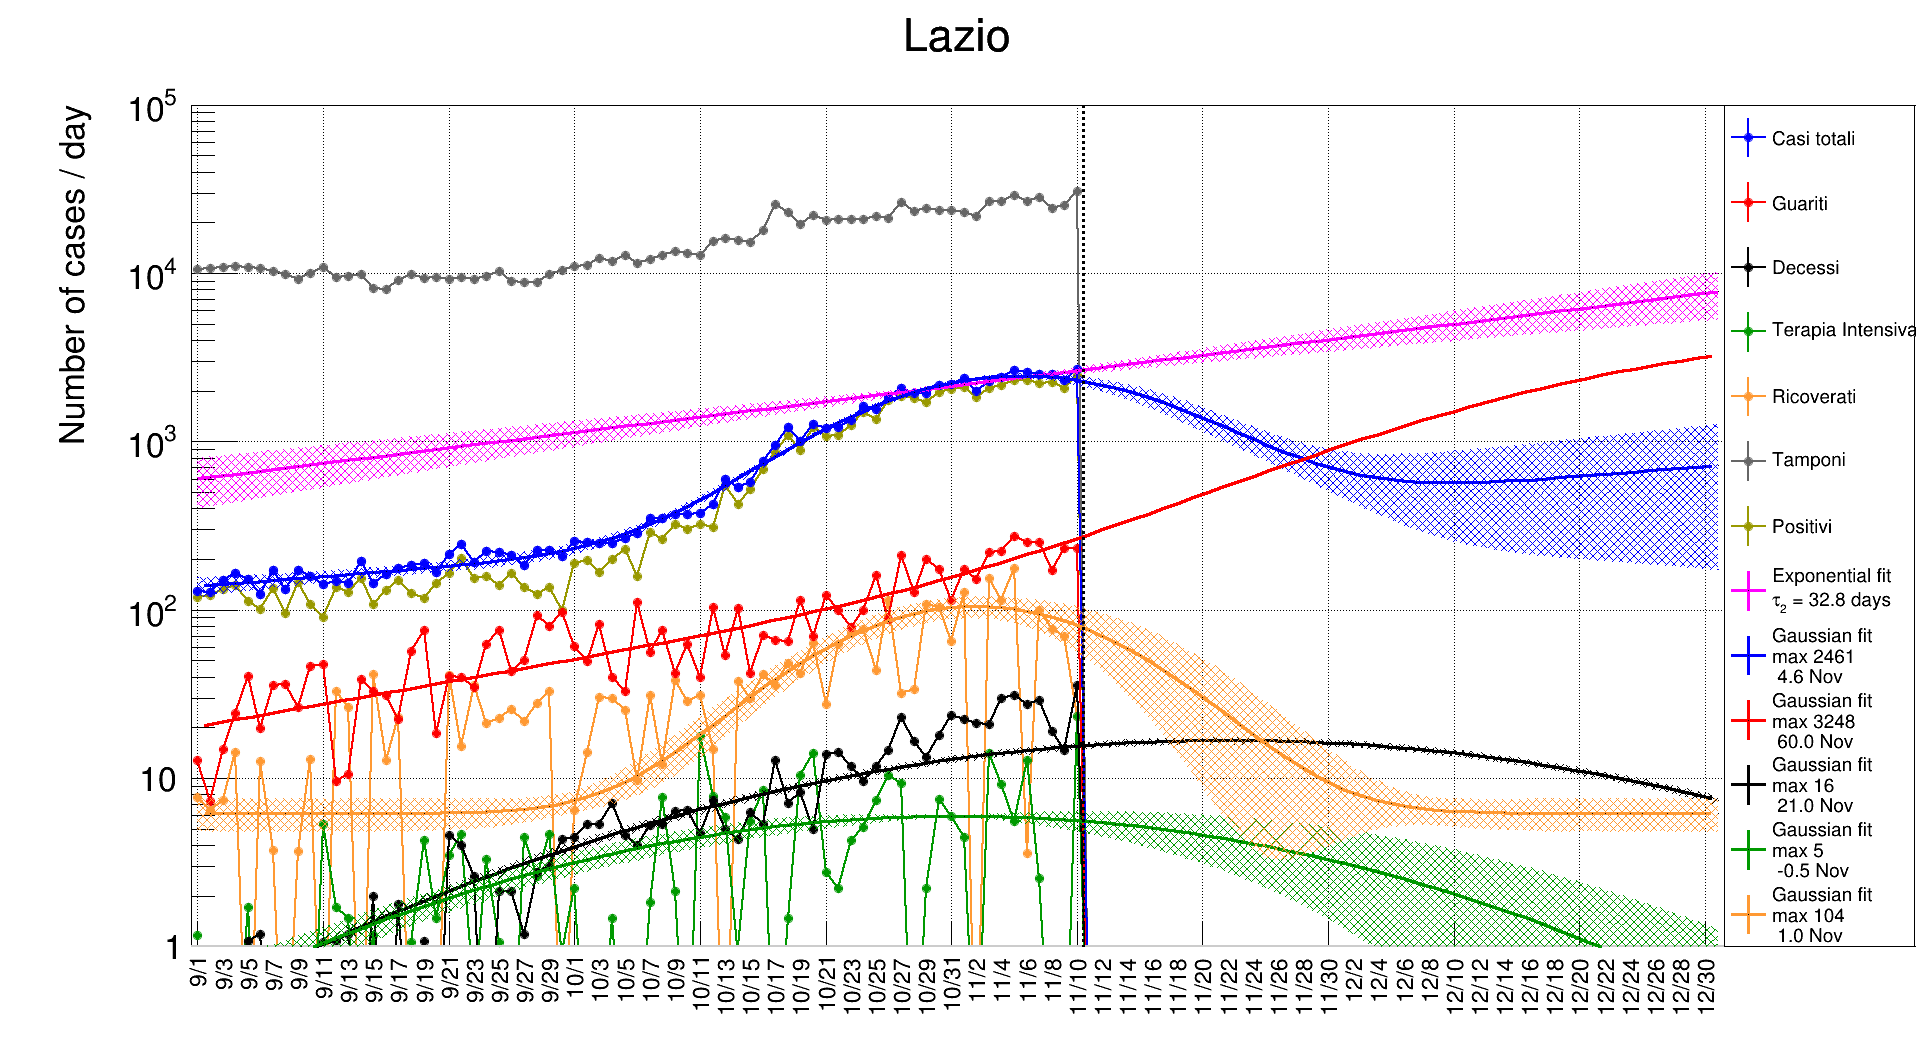 Lazio
Number of cases / day
10^5
10^4
10^3
10^2
10
1
9/1
9/3
9/5
9/7
9/9
9/11
9/13
9/15
9/17
9/19
9/21
9/23
9/25
9/27
9/29
10/1
10/3
10/5
10/7
10/9
10/11
10/13
10/15
10/17
10/19
10/21
10/23
10/25
10/27
10/29
10/31
11/2
11/4
11/6
11/8
11/10
11/12
11/14
11/16
11/18
11/20
11/22
11/24
11/26
11/28
11/30
12/2
12/4
12/6
12/8
12/10
12/12
12/14
12/16
12/18
12/20
12/22
12/24
12/26
12/28
12/30
Casi totali
Guariti
Decessi
Terapia Intensiva
Ricoverati
Tamponi
Positivi
Exponential fit
τ₂ = 32.8 days
Gaussian fit
max 2461
4.6 Nov
Gaussian fit
max 3248
60.0 Nov
Gaussian fit
max 16
21.0 Nov
Gaussian fit
max 5
-0.5 Nov
Gaussian fit
max 104
1.0 Nov